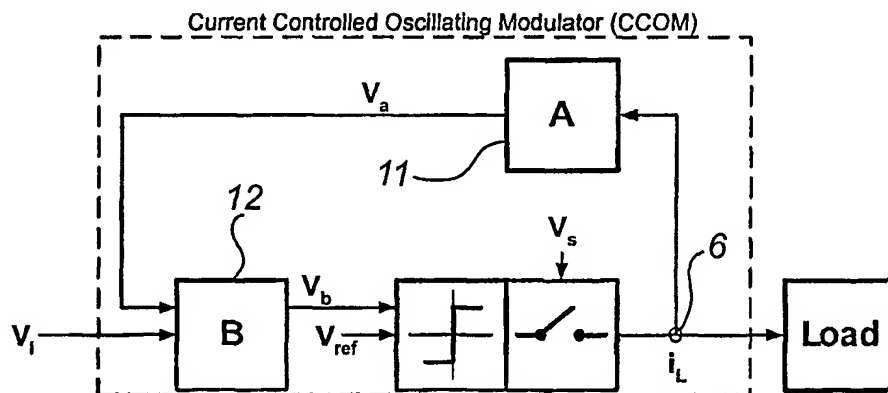 Current Controlled Oscillating Modulator (CCOM)
Va
A
11
12
Vs
6
Vb
Vi
B
Vref
iL
Load